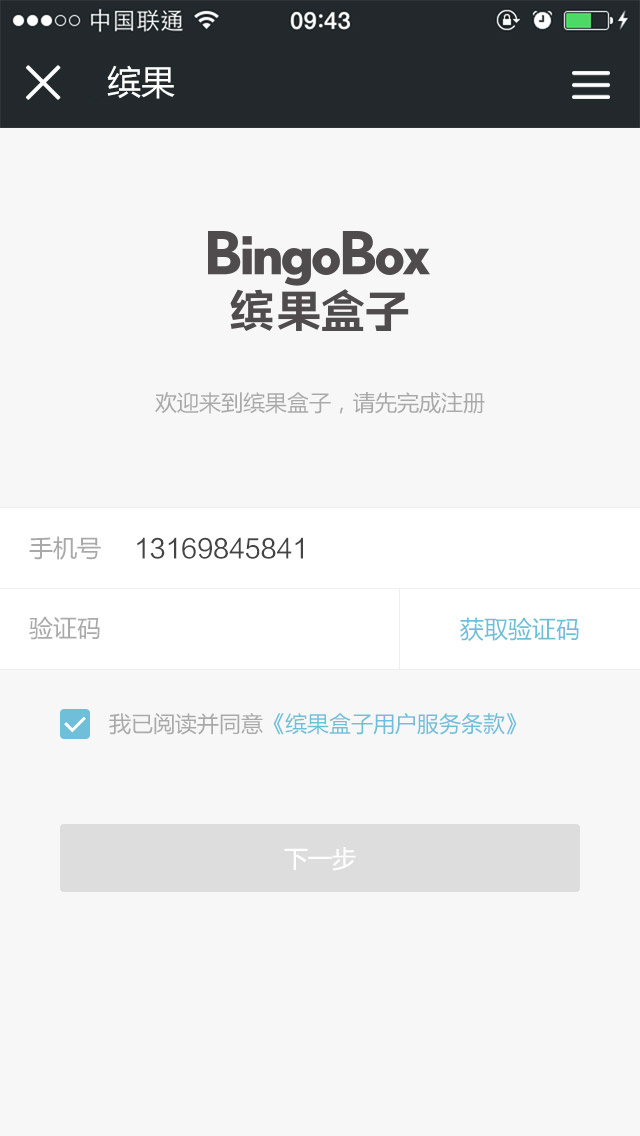 中国联通 09:43
缤果
BingoBox
缤果盒子
欢迎来到缤果盒子，请先完成注册
手机号 13169845841
验证码 获取验证码
我已阅读并同意《缤果盒子用户服务条款》
下一步